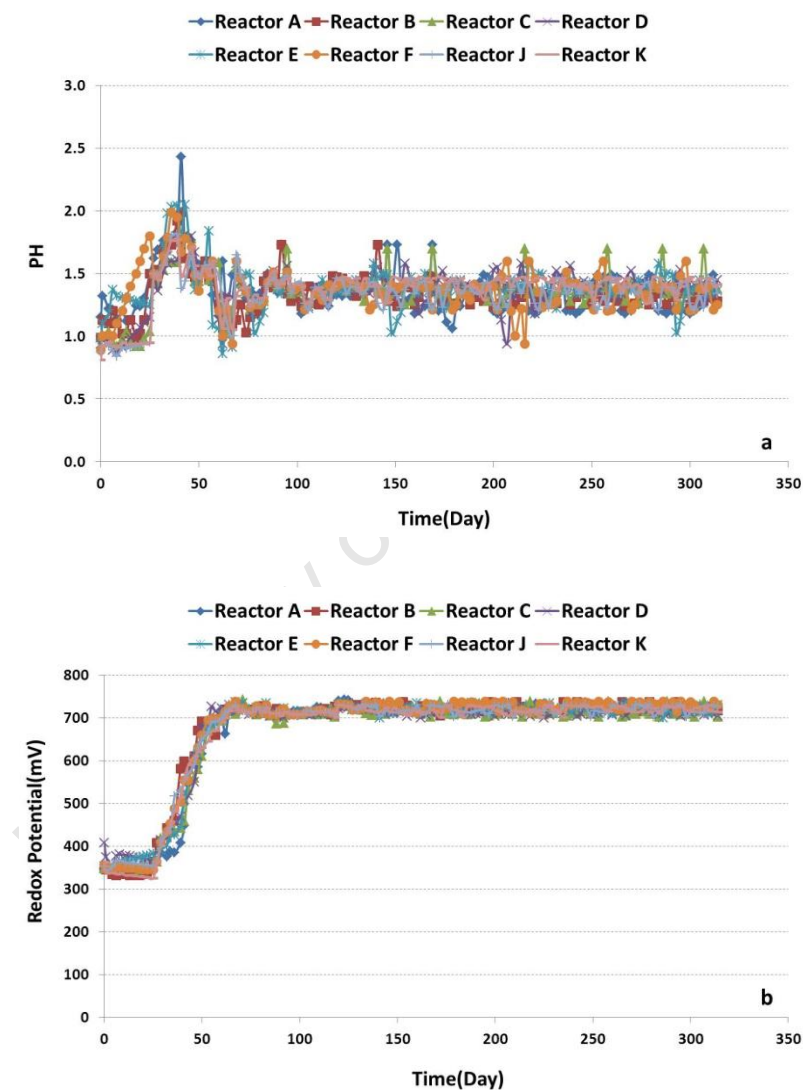 Reactor A Reactor B Reactor C Reactor D
Reactor E Reactor F Reactor J Reactor K
3.0
2.5
2.0
1.5
1.0
0.5
0.0
PH
0 50 100 150 200 250 300 350
a
Time(Day)
Reactor A Reactor B Reactor C Reactor D
Reactor E Reactor F Reactor J Reactor K
800
700
600
500
400
300
200
100
0
Redox Potential(mV)
0 50 100 150 200 250 300 350
b
Time(Day)